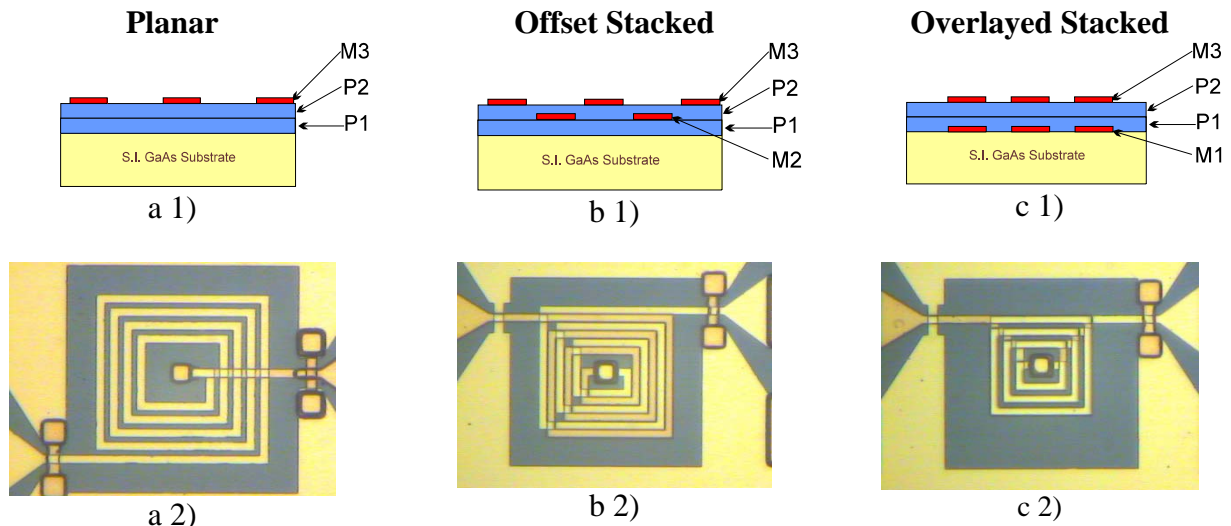 Planar
Offset Stacked
Overlayed Stacked
M3
P2
P1
S.I. GaAs Substrate
a 1)
M3
P2
P1
M2
S.I. GaAs Substrate
b 1)
M3
P2
P1
M1
S.I. GaAs Substrate
c 1)
a 2)
b 2)
c 2)